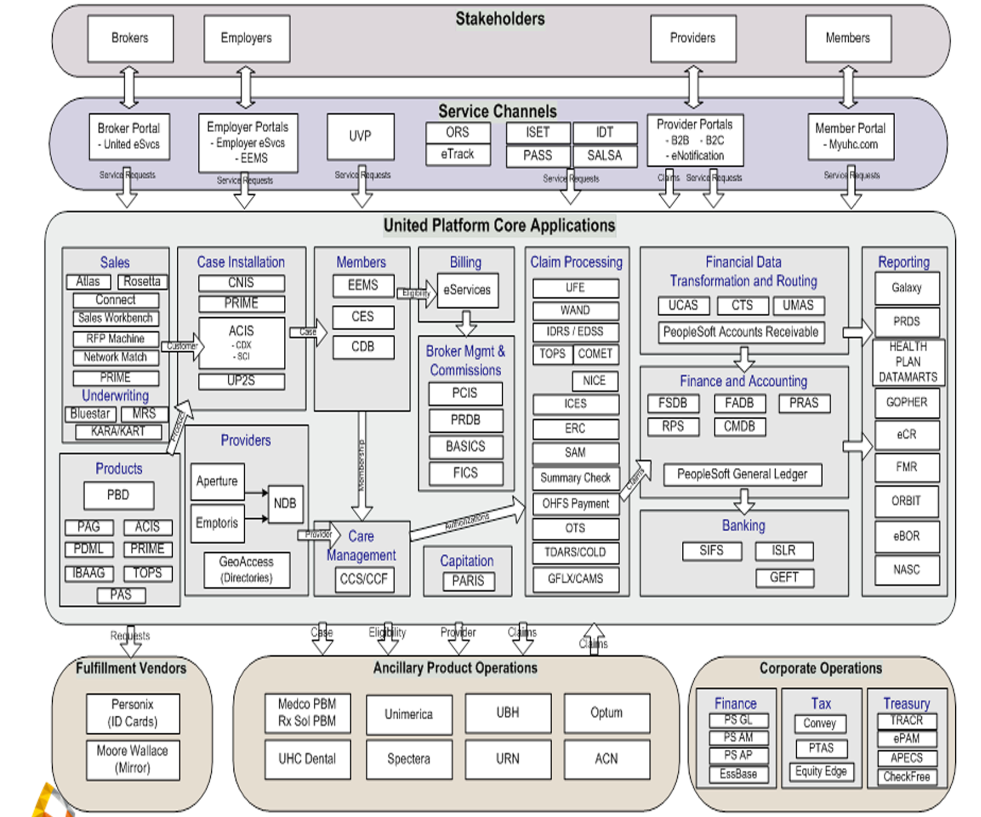 Stakeholders
Brokers
Employers
Providers
Members
Service Channels
Broker Portal
- United eSvcs
Employer Portals
- Employer eSvcs
- EEMS
UVP
ORS
eTrack
ISET
IDT
PASS
SALSA
Provider Portals
- B2B - B2C
- eNotification
Member Portal
- Myuhc.com
Service Requests
Service Requests
Service Requests
Service Requests
Claims
Service Requests
Service Requests
United Platform Core Applications
Sales
Atlas
Rosetta
Connect
Sales Workbench
RFP Machine
Network Match
PRIME
Underwriting
Bluestar
MRS
KARA/KART
Customer
Product
Case Installation
CNIS
PRIME
ACIS
- CDX
- SCI
UP2S
Case
Members
EEMS
CES
CDB
Eligibility
Membership
Billing
eServices
Broker Mgmt &
Commissions
PCIS
PRDB
BASICS
FICS
Claim Processing
UFE
WAND
IDRS / EDSS
TOPS
COMET
NICE
ICES
ERC
SAM
Summary Check
OHFS Payment
OTS
TDARS/COLD
GFLX/CAMS
Claims
Financial Data
Transformation and Routing
UCAS
CTS
UMAS
PeopleSoft Accounts Receivable
Finance and Accounting
FSDB
FADB
PRAS
RPS
CMDB
PeopleSoft General Ledger
Banking
SIFS
ISLR
GEFT
Reporting
Galaxy
PRDS
HEALTH
PLAN
DATAMARTS
GOPHER
eCR
FMR
ORBIT
eBOR
NASC
Products
PBD
PAG
ACIS
PDML
PRIME
IBAAG
TOPS
PAS
Providers
Aperture
Emptoris
NDB
GeoAccess
(Directories)
Provider
Care
Management
CCS/CCF
Authorizations
Capitation
PARIS
Requests
Case
Eligibility
Provider
Claims
Claims
Fulfillment Vendors
Personix
(ID Cards)
Moore Wallace
(Mirror)
Ancillary Product Operations
Medco PBM
Rx Sol PBM
Unimerica
UBH
Optum
UHC Dental
Spectera
URN
ACN
Corporate Operations
Finance
PS GL
PS AM
PS AP
EssBase
Tax
Convey
PTAS
Equity Edge
Treasury
TRACR
ePAM
APECS
CheckFree